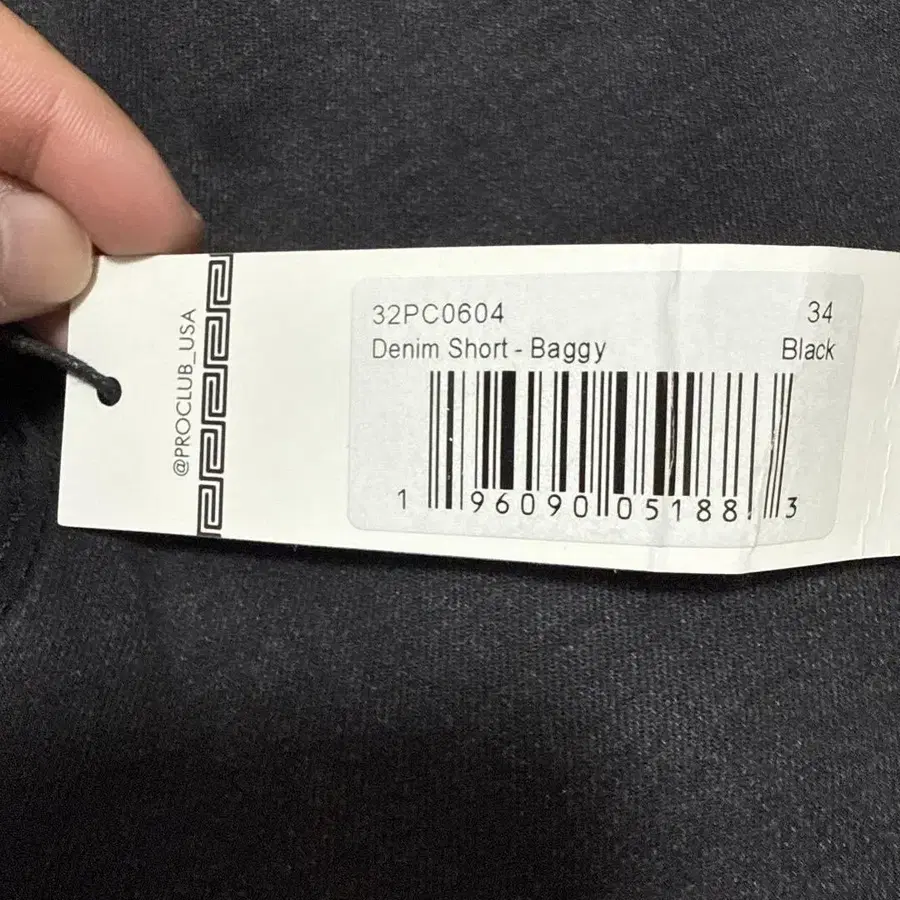 @PROCLUB_USA
32PC0604 34
Denim Short - Baggy Black
1 96090 05188 3